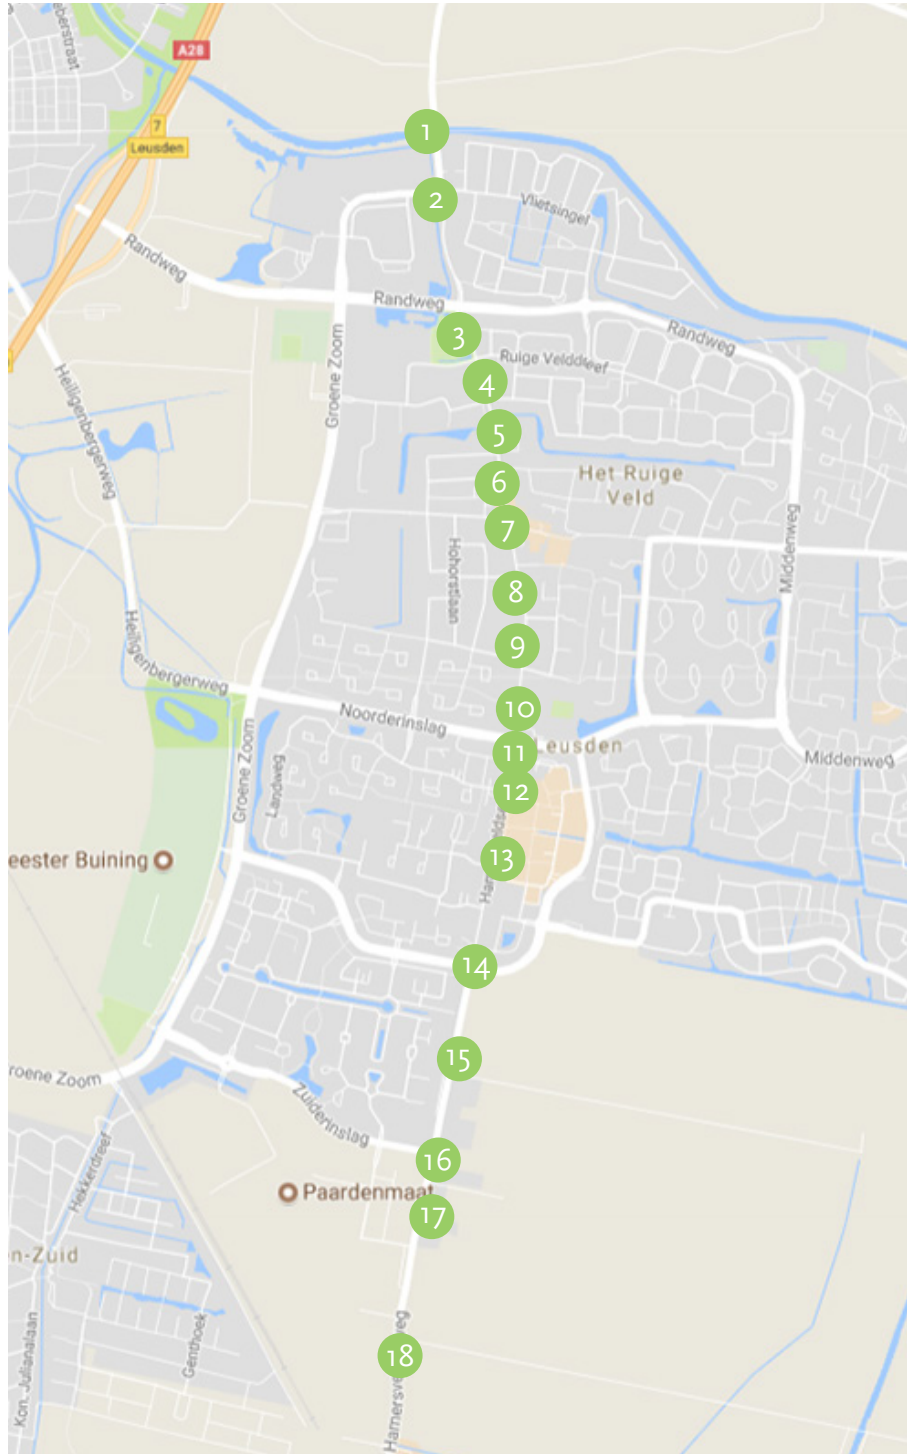 eberstraat
A28
1
7
Leusden
2
Vlietsingel
Randweg
Randweg
3
Randweg
Groene Zoom
Ruige Velddreef
4
Heiligenbergerweg
5
Het Ruige
Veld
6
7
Middenweg
Hohorstlaan
8
9
Heiligenbergerweg
Noorderinslag
10
11
Leusden
Middenweg
Groene Zoom
Landweg
12
eester Buining
13
14
15
roene Zoom
Zuiderinslag
16
Hekkerdreef
Paardenmaat
17
n-Zuid
Genthoek
Kon. Julianalaan
18